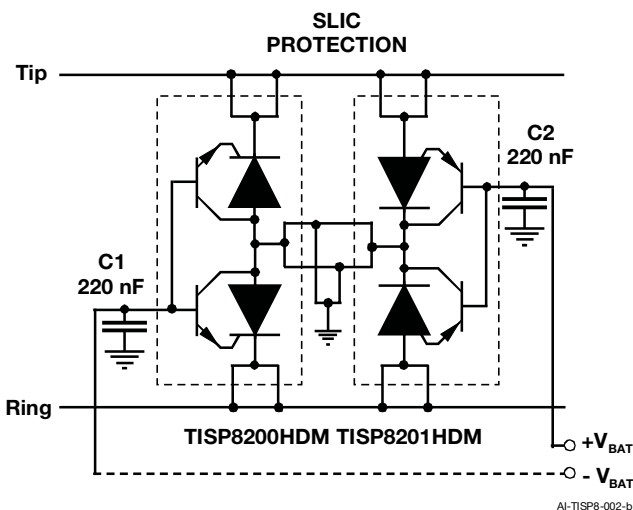 SLIC
PROTECTION
Tip
C2
220 nF
C1
220 nF
Ring
TISP8200HDM TISP8201HDM
+VBAT
- VBAT
AI-TISP8-002-b